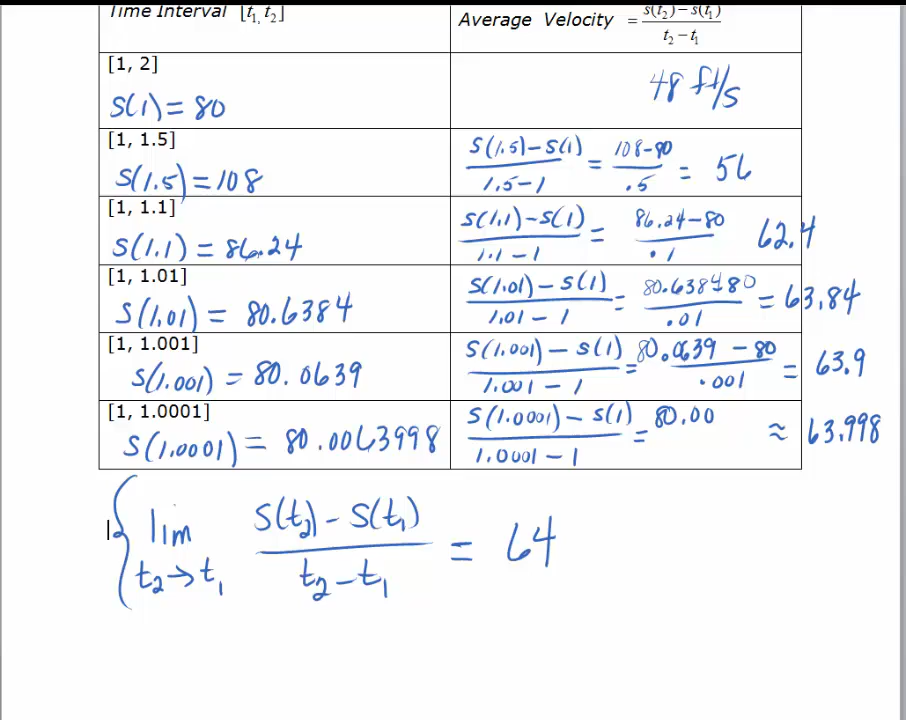 Time Interval [t₁, t₂]
Average Velocity = s(t₂)−s(t₁) / t₂−t₁
[1, 2]
S(1) = 80
48 ft/s
[1, 1.5]
S(1.5) = 108
S(1.5)−S(1) / 1.5−1 = 108−80 / .5 = 56
[1, 1.1]
S(1.1) = 86.24
S(1.1)−S(1) / 1.1−1 = 86.24−80 / .1 62.4
[1, 1.01]
S(1.01) = 80.6384
S(1.01)−S(1) / 1.01−1 = 80.6384−80 / .01 = 63.84
[1, 1.001]
S(1.001) = 80.0639
S(1.001)−S(1) / 1.001−1 = 80.0639−80 / .001 = 63.9
[1, 1.0001]
S(1.0001) = 80.0063998
S(1.0001)−S(1) / 1.0001−1 = 80.00 ≈ 63.998
{ lim t₂→t₁ S(t₂)−S(t₁) / t₂−t₁ = 64